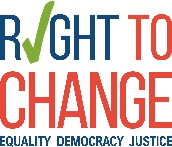 RIGHT TO
CHANGE
EQUALITY DEMOCRACY JUSTICE